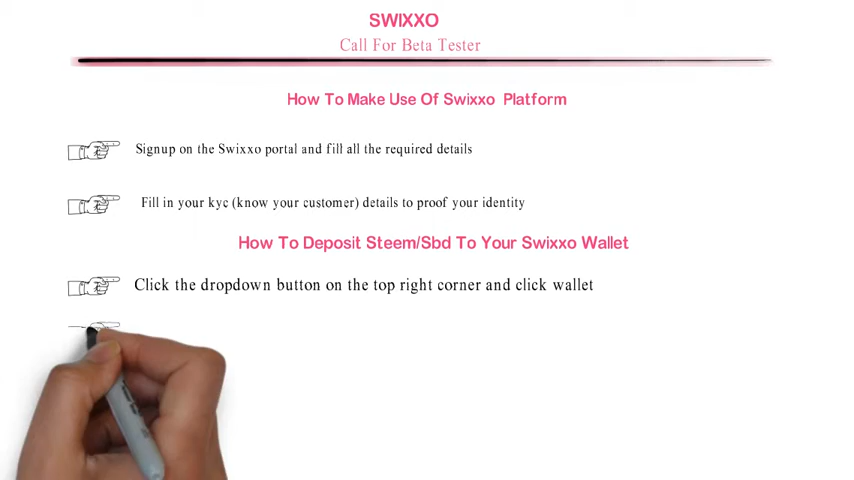 SWIXXO
Call For Beta Tester
How To Make Use Of Swixxo Platform
Signup on the Swixxo portal and fill all the required details
Fill in your kyc (know your customer) details to proof your identity
How To Deposit Steem/Sbd To Your Swixxo Wallet
Click the dropdown button on the top right corner and click wallet